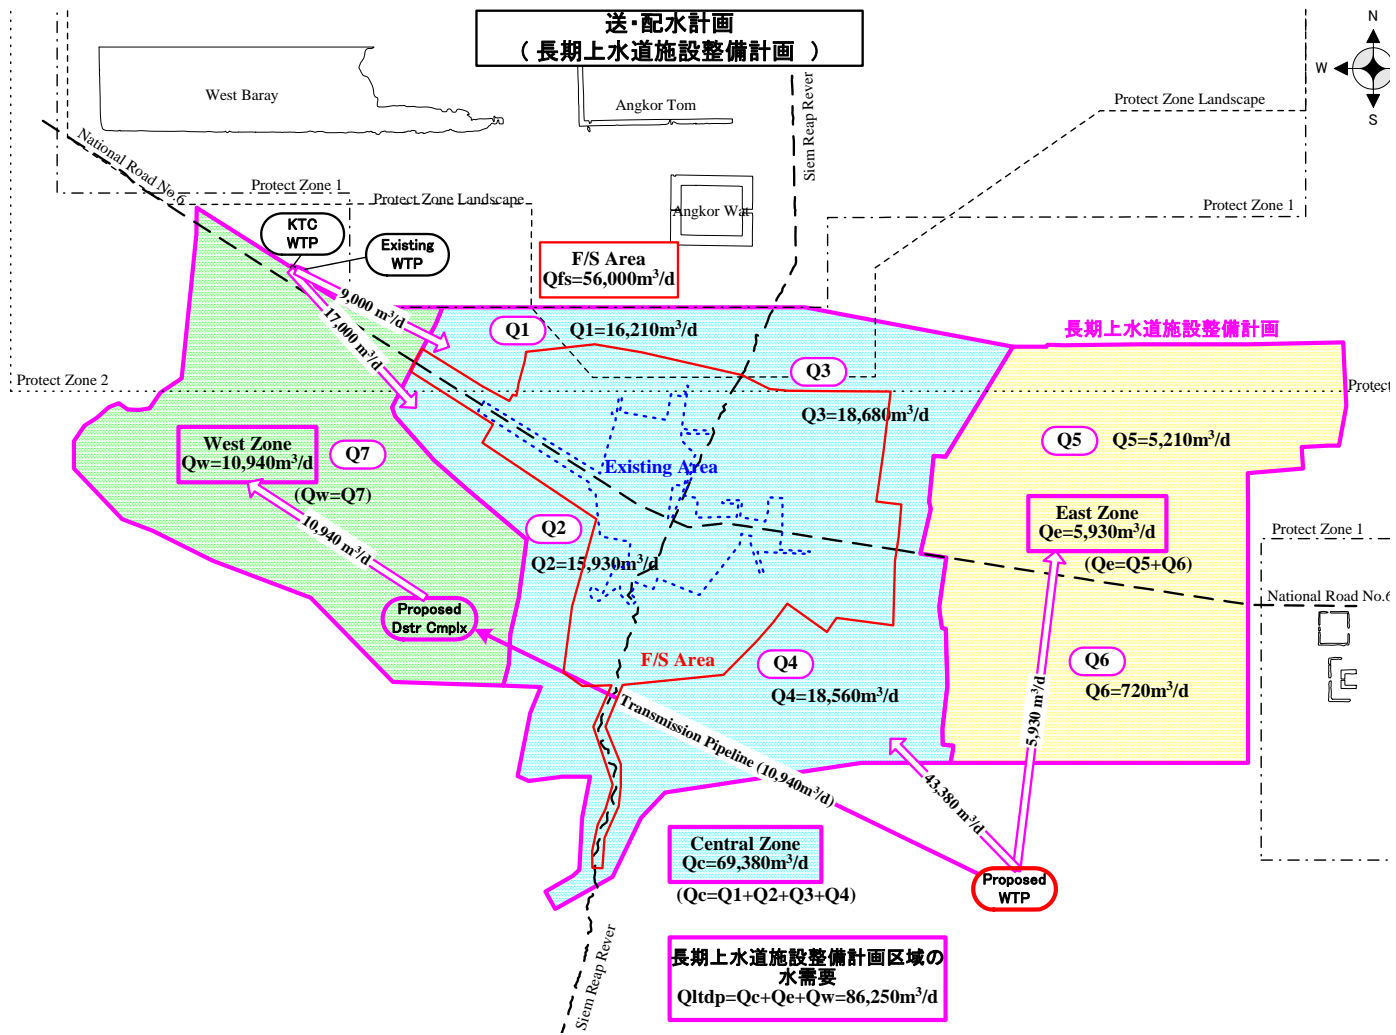 送・配水計画
( 長期上水道施設整備計画 )
N
W
S
West Baray
Angkor Tom
Siem Reap Rever
Protect Zone Landscape
National Road No.6
Protect Zone 1
Protect Zone Landscape
Angkor Wat
Protect Zone 1
KTC
WTP
Existing
WTP
F/S Area
Qfs=56,000m³/d
9,000 m³/d
17,000 m³/d
Q1
Q1=16,210m³/d
長期上水道施設整備計画
Q3
Protect Zone 2
Protect
Q3=18,680m³/d
West Zone
Qw=10,940m³/d
Q7
(Qw=Q7)
Q5
Q5=5,210m³/d
Existing Area
East Zone
Qe=5,930m³/d
(Qe=Q5+Q6)
Protect Zone 1
10,940 m³/d
Q2
Q2=15,930m³/d
National Road No.6
Proposed
Dstr Cmplx
F/S Area
Q4
Q4=18,560m³/d
Q6
Q6=720m³/d
Transmission Pipeline (10,940m³/d)
5,930 m³/d
43,380 m³/d
Central Zone
Qc=69,380m³/d
(Qc=Q1+Q2+Q3+Q4)
Proposed
WTP
Siem Reap Rever
長期上水道施設整備計画区域の
水需要
Qltdp=Qc+Qe+Qw=86,250m³/d